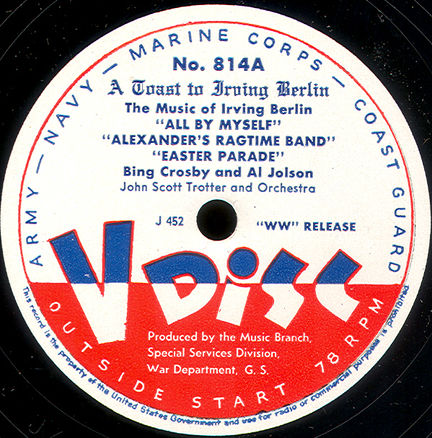 ARMY — NAVY — MARINE CORPS — COAST GUARD
No. 814A
A Toast to Irving Berlin
The Music of Irving Berlin
"ALL BY MYSELF"
"ALEXANDER'S RAGTIME BAND"
"EASTER PARADE"
Bing Crosby and Al Jolson
John Scott Trotter and Orchestra
J 452
"WW" RELEASE
V DISC
Produced by the Music Branch,
Special Services Division,
War Department, G. S.
OUTSIDE START 78 RPM
This record is the property of the United States Government and use for radio or commercial purposes is prohibited.